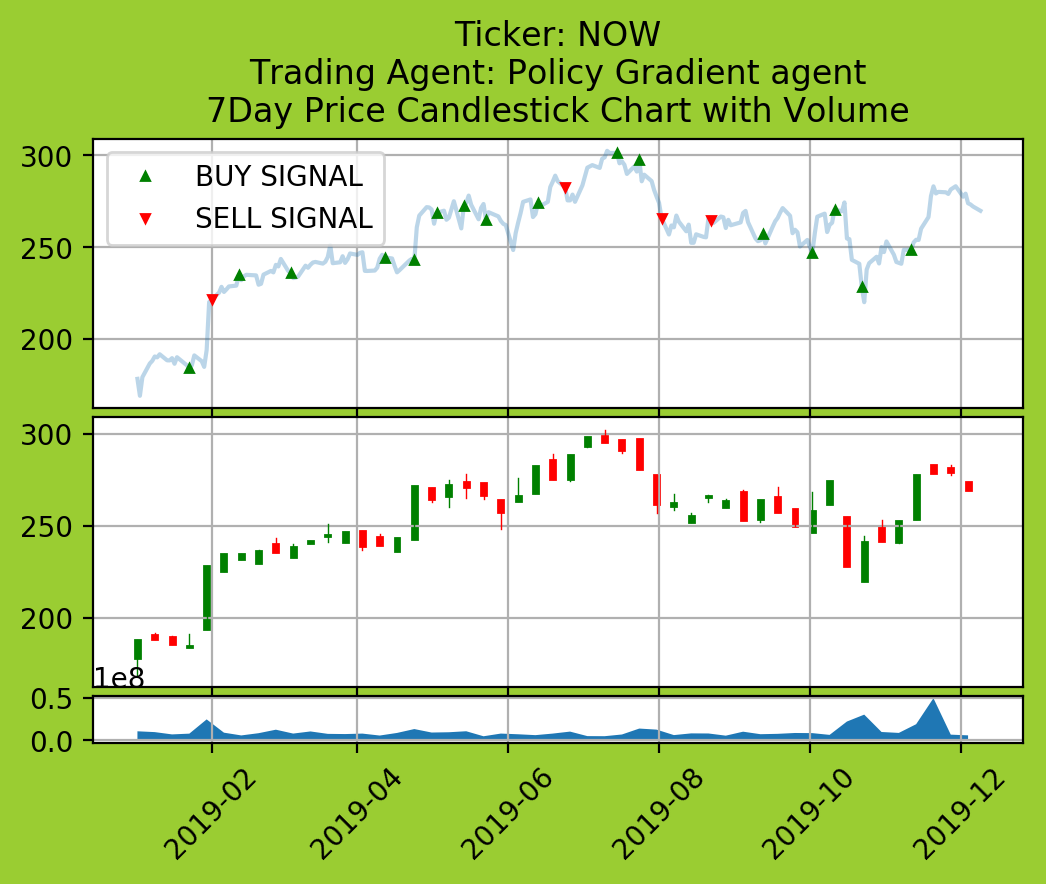 Ticker: NOW
Trading Agent: Policy Gradient agent
7Day Price Candlestick Chart with Volume
300
250
200
BUY SIGNAL
SELL SIGNAL
300
250
200
1e8
0.5
0.0
2019-02
2019-04
2019-06
2019-08
2019-10
2019-12